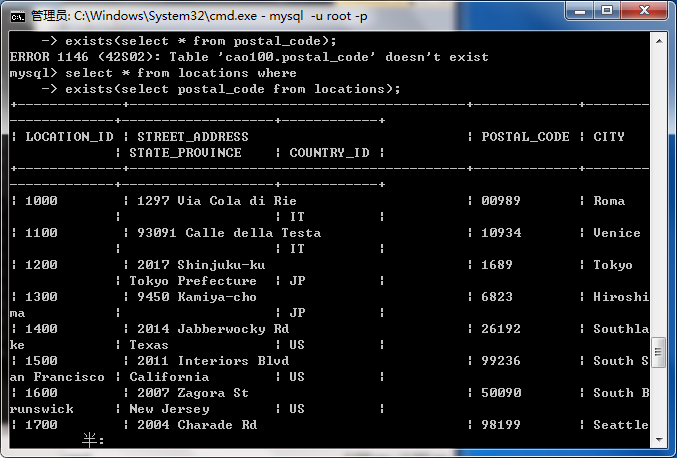 管理员: C:\Windows\System32\cmd.exe - mysql  -u root -p
    -> exists(select * from postal_code);
ERROR 1146 (42S02): Table 'cao100.postal_code' doesn't exist
mysql> select * from locations where
    -> exists(select postal_code from locations);
+-------------+------------------------------------------+-------------+---------
-------------+-------------------+------------+
| LOCATION_ID | STREET_ADDRESS                           | POSTAL_CODE | CITY
             | STATE_PROVINCE    | COUNTRY_ID |
+-------------+------------------------------------------+-------------+---------
-------------+-------------------+------------+
| 1000        | 1297 Via Cola di Rie                     | 00989       | Roma
             |                   | IT         |
| 1100        | 93091 Calle della Testa                  | 10934       | Venice
             |                   | IT         |
| 1200        | 2017 Shinjuku-ku                         | 1689        | Tokyo
             | Tokyo Prefecture  | JP         |
| 1300        | 9450 Kamiya-cho                          | 6823        | Hiroshi
ma           |                   | JP         |
| 1400        | 2014 Jabberwocky Rd                      | 26192       | Southla
ke           | Texas             | US         |
| 1500        | 2011 Interiors Blvd                      | 99236       | South S
an Francisco | California        | US         |
| 1600        | 2007 Zagora St                           | 50090       | South B
runswick     | New Jersey        | US         |
| 1700        | 2004 Charade Rd                          | 98199       | Seattle
半: